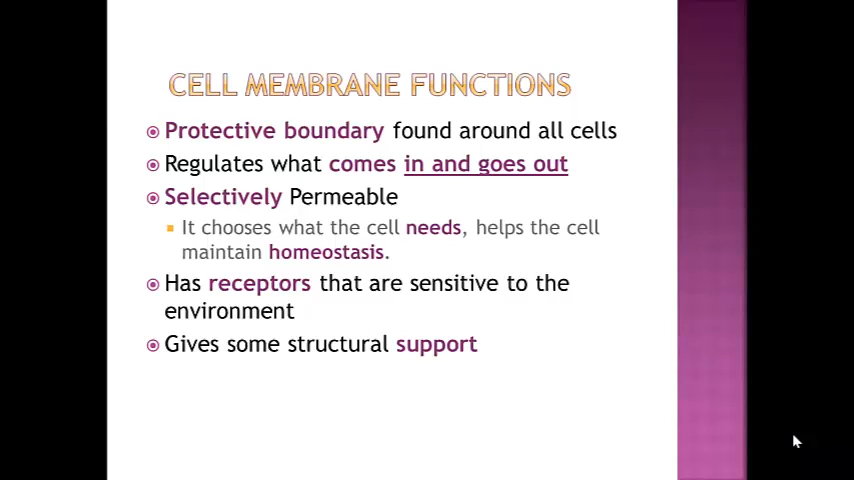 CELL MEMBRANE FUNCTIONS
Protective boundary found around all cells
Regulates what comes in and goes out
Selectively Permeable
It chooses what the cell needs, helps the cell
maintain homeostasis.
Has receptors that are sensitive to the
environment
Gives some structural support